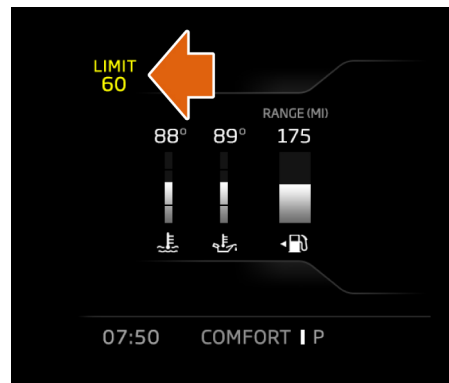 LIMIT
60
RANGE (MI)
88° 89° 175
07:50 COMFORT P